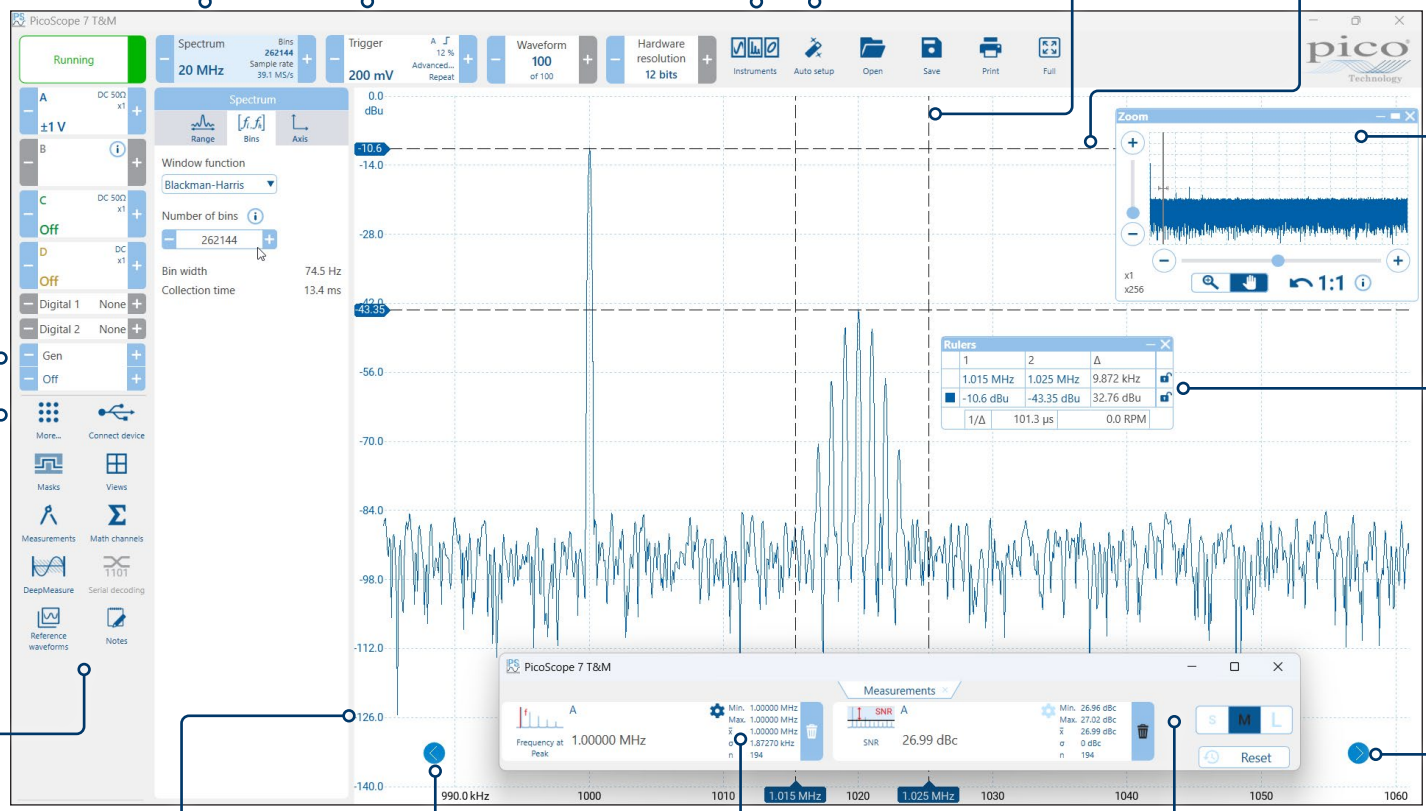 PicoScope 7 T&M
Running
Spectrum
20 MHz
Bins
262144
Sample rate
39.1 MS/s
Trigger
200 mV
A
12 %
Advanced...
Repeat
Waveform
100
of 100
Hardware
resolution
12 bits
Instruments
Auto setup
Open
Save
Print
Full
pico
Technology
A
DC 50Ω
x1
±1 V
B
C
DC 50Ω
x1
Off
D
DC
x1
Off
Digital 1 None
Digital 2 None
Gen
Off
More...
Connect device
Masks
Views
Measurements
Math channels
DeepMeasure
1101
Serial decoding
Reference
waveforms
Notes
Spectrum
Range
Bins
Axis
Window function
Blackman-Harris
Number of bins
262144
Bin width 74.5 Hz
Collection time 13.4 ms
0.0
dBu
-10.6
-14.0
-28.0
-42.0
-43.35
-56.0
-70.0
-84.0
-98.0
-112.0
-126.0
-140.0
Zoom
x1
x256
1:1
Rulers
1 2 Δ
1.015 MHz 1.025 MHz 9.872 kHz
-10.6 dBu -43.35 dBu 32.76 dBu
1/Δ 101.3 µs 0.0 RPM
PicoScope 7 T&M
Measurements
A
Frequency at
Peak
1.00000 MHz
Min. 1.00000 MHz
Max. 1.00000 MHz
x̄ 1.00000 MHz
σ 1.87270 kHz
n 194
SNR
A
SNR
26.99 dBc
Min. 26.96 dBc
Max. 27.02 dBc
x̄ 26.99 dBc
σ 0 dBc
n 194
S M L
Reset
990.0 kHz 1000 1010 1.015 MHz 1020 1.025 MHz 1030 1040 1050 1060